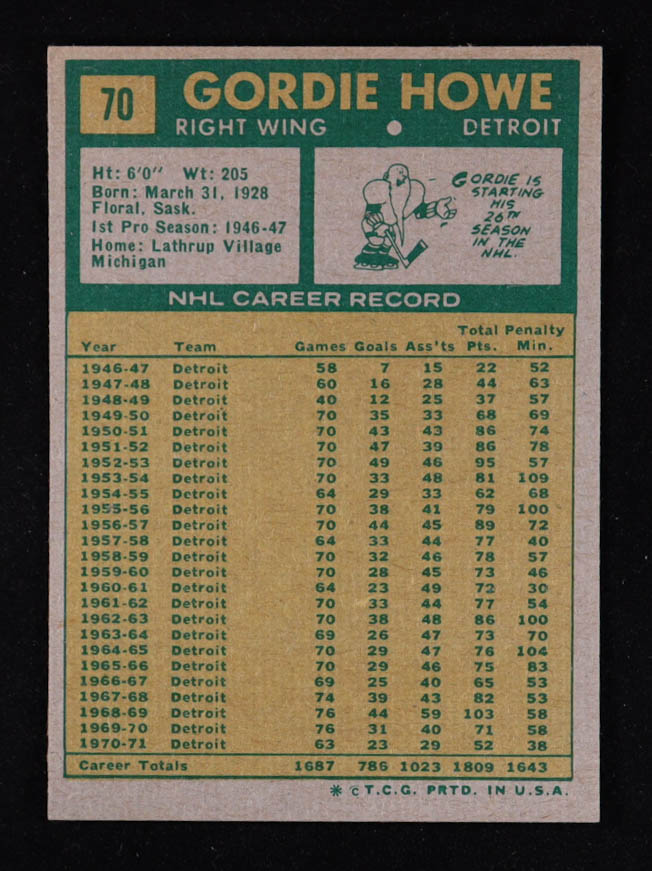 70
GORDIE HOWE
RIGHT WING • DETROIT
Ht: 6'0" Wt: 205
Born: March 31, 1928
Floral, Sask.
1st Pro Season: 1946-47
Home: Lathrup Village
Michigan
GORDIE IS
STARTING
HIS
26TH
SEASON
IN THE
NHL.
NHL CAREER RECORD
Total Penalty
Year Team Games Goals Ass'ts Pts. Min.
1946-47 Detroit 58 7 15 22 52
1947-48 Detroit 60 16 28 44 63
1948-49 Detroit 40 12 25 37 57
1949-50 Detroit 70 35 33 68 69
1950-51 Detroit 70 43 43 86 74
1951-52 Detroit 70 47 39 86 78
1952-53 Detroit 70 49 46 95 57
1953-54 Detroit 70 33 48 81 109
1954-55 Detroit 64 29 33 62 68
1955-56 Detroit 70 38 41 79 100
1956-57 Detroit 70 44 45 89 72
1957-58 Detroit 64 33 44 77 40
1958-59 Detroit 70 32 46 78 57
1959-60 Detroit 70 28 45 73 46
1960-61 Detroit 64 23 49 72 30
1961-62 Detroit 70 33 44 77 54
1962-63 Detroit 70 38 48 86 100
1963-64 Detroit 69 26 47 73 70
1964-65 Detroit 70 29 47 76 104
1965-66 Detroit 70 29 46 75 83
1966-67 Detroit 69 25 40 65 53
1967-68 Detroit 74 39 43 82 53
1968-69 Detroit 76 44 59 103 58
1969-70 Detroit 76 31 40 71 58
1970-71 Detroit 63 23 29 52 38
Career Totals 1687 786 1023 1809 1643
* © T.C.G. PRTD. IN U.S.A.